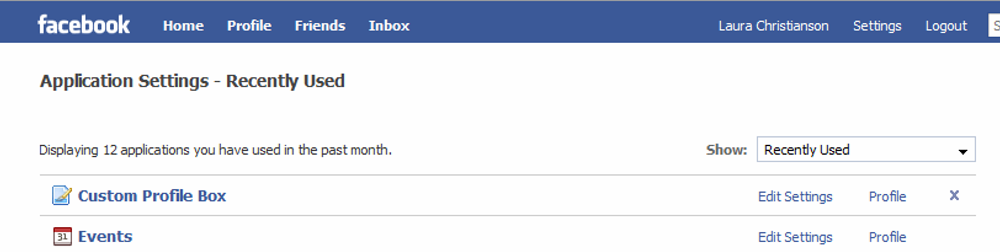 facebook Home Profile Friends Inbox Laura Christianson Settings Logout
Application Settings - Recently Used
Displaying 12 applications you have used in the past month. Show: Recently Used
Custom Profile Box Edit Settings Profile x
31 Events Edit Settings Profile